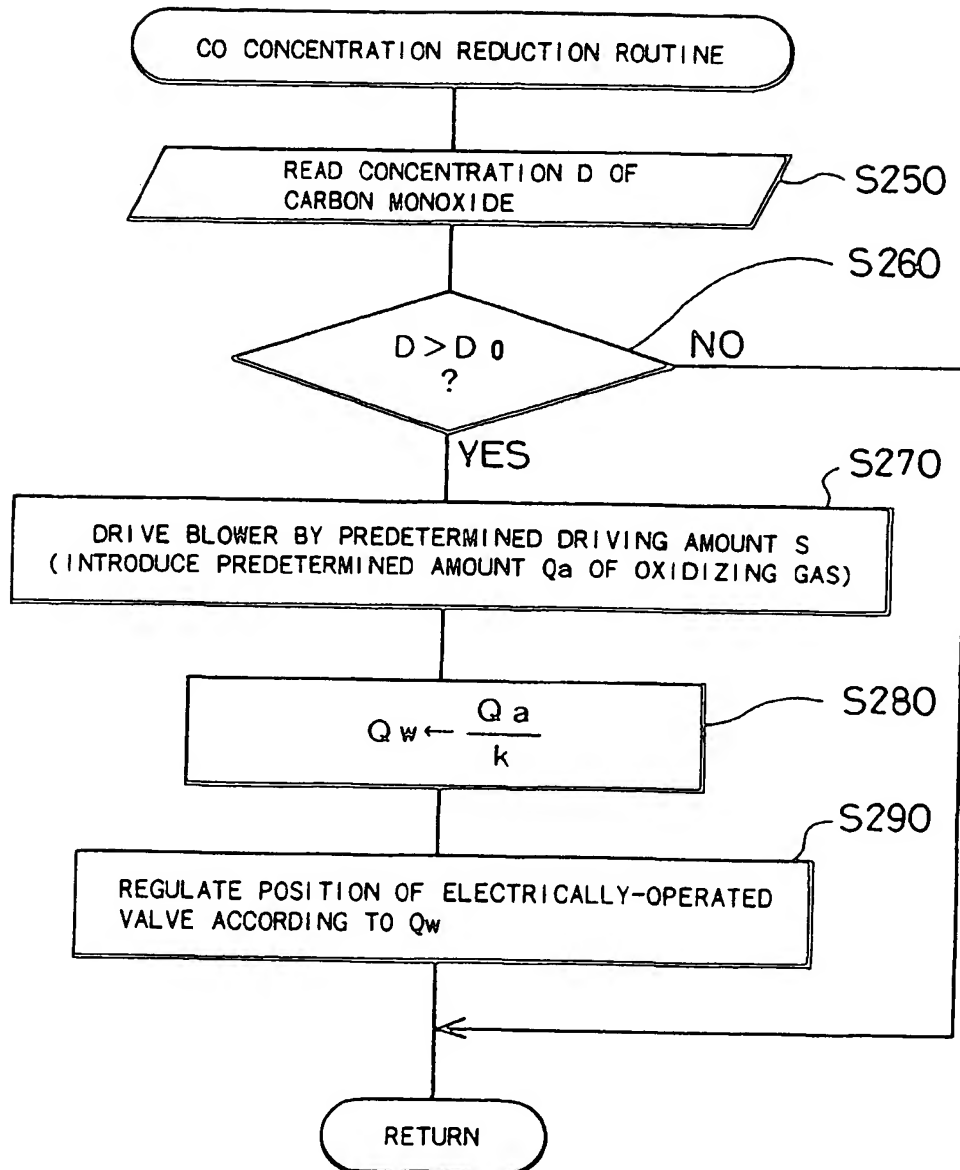 CO CONCENTRATION REDUCTION ROUTINE
READ CONCENTRATION D OF
CARBON MONOXIDE
S250
S260
D > D 0
?
NO
YES
S270
DRIVE BLOWER BY PREDETERMINED DRIVING AMOUNT S
(INTRODUCE PREDETERMINED AMOUNT Qa OF OXIDIZING GAS)
S280
Qw ← Qa
k
S290
REGULATE POSITION OF ELECTRICALLY-OPERATED
VALVE ACCORDING TO Qw
RETURN